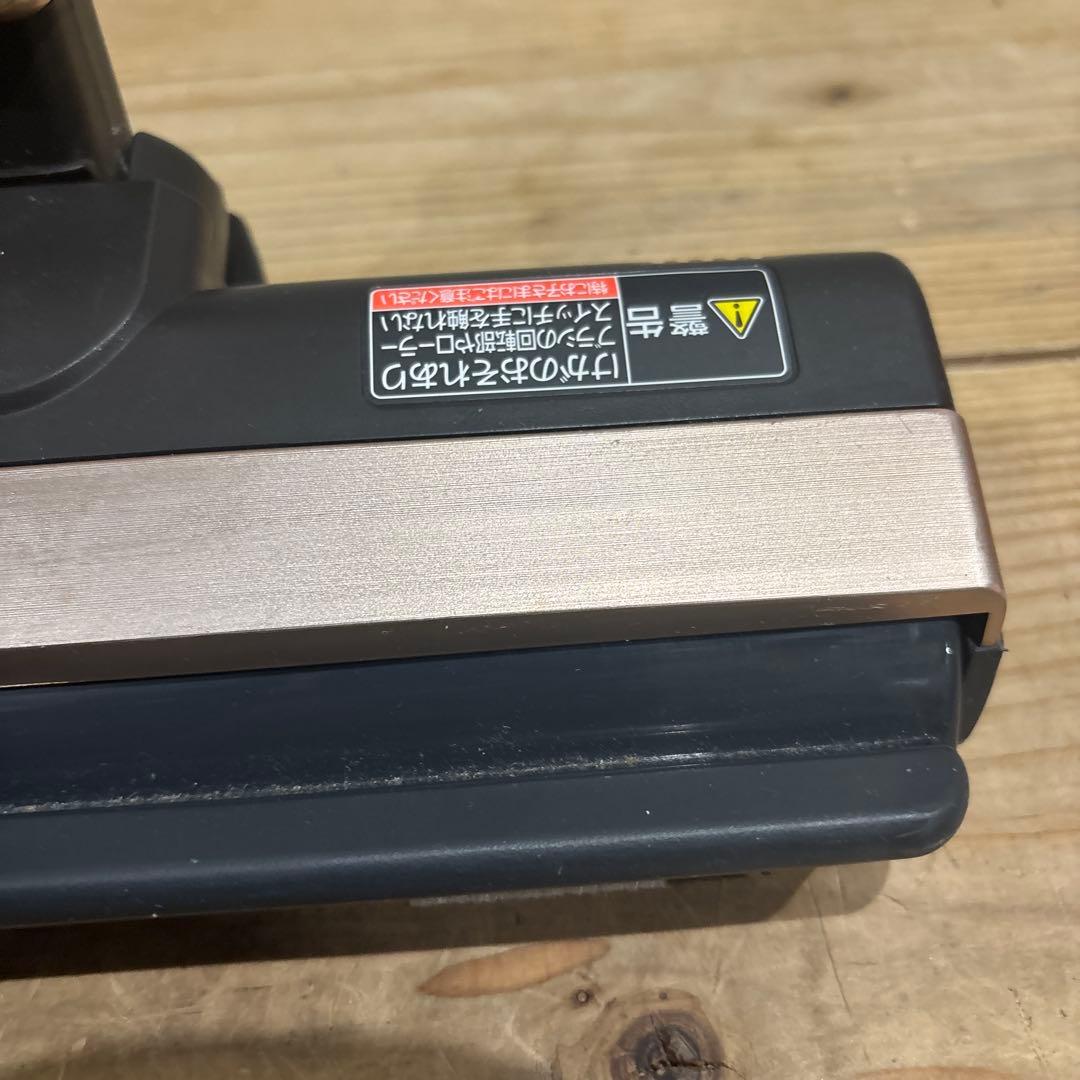 警告
けがのおそれあり
ブラシの回転部やローラー
スイッチに手を触れない
特にお子さまにはご注意ください